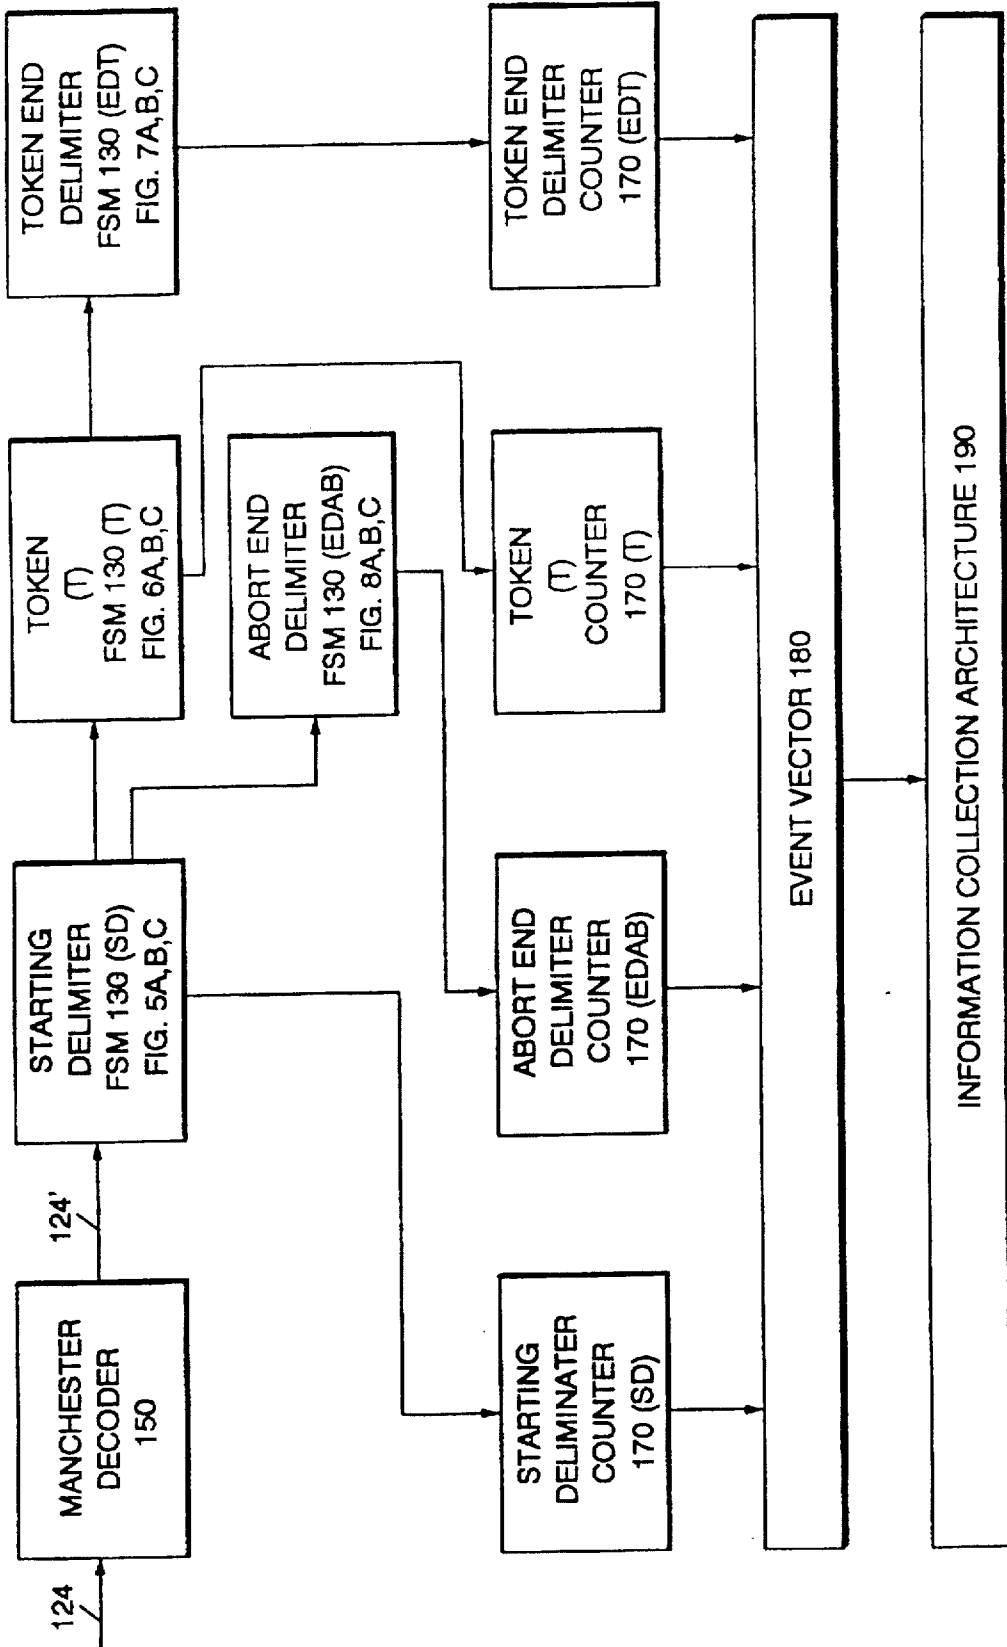 124
MANCHESTER
DECODER
150
124'
STARTING
DELIMITER
FSM 130 (SD)
FIG. 5A,B,C
TOKEN
(T)
FSM 130 (T)
FIG. 6A,B,C
TOKEN END
DELIMITER
FSM 130 (EDT)
FIG. 7A,B,C
ABORT END
DELIMITER
FSM 130 (EDAB)
FIG. 8A,B,C
STARTING
DELIMINATER
COUNTER
170 (SD)
ABORT END
DELIMITER
COUNTER
170 (EDAB)
TOKEN
(T)
COUNTER
170 (T)
TOKEN END
DELIMITER
COUNTER
170 (EDT)
EVENT VECTOR 180
INFORMATION COLLECTION ARCHITECTURE 190